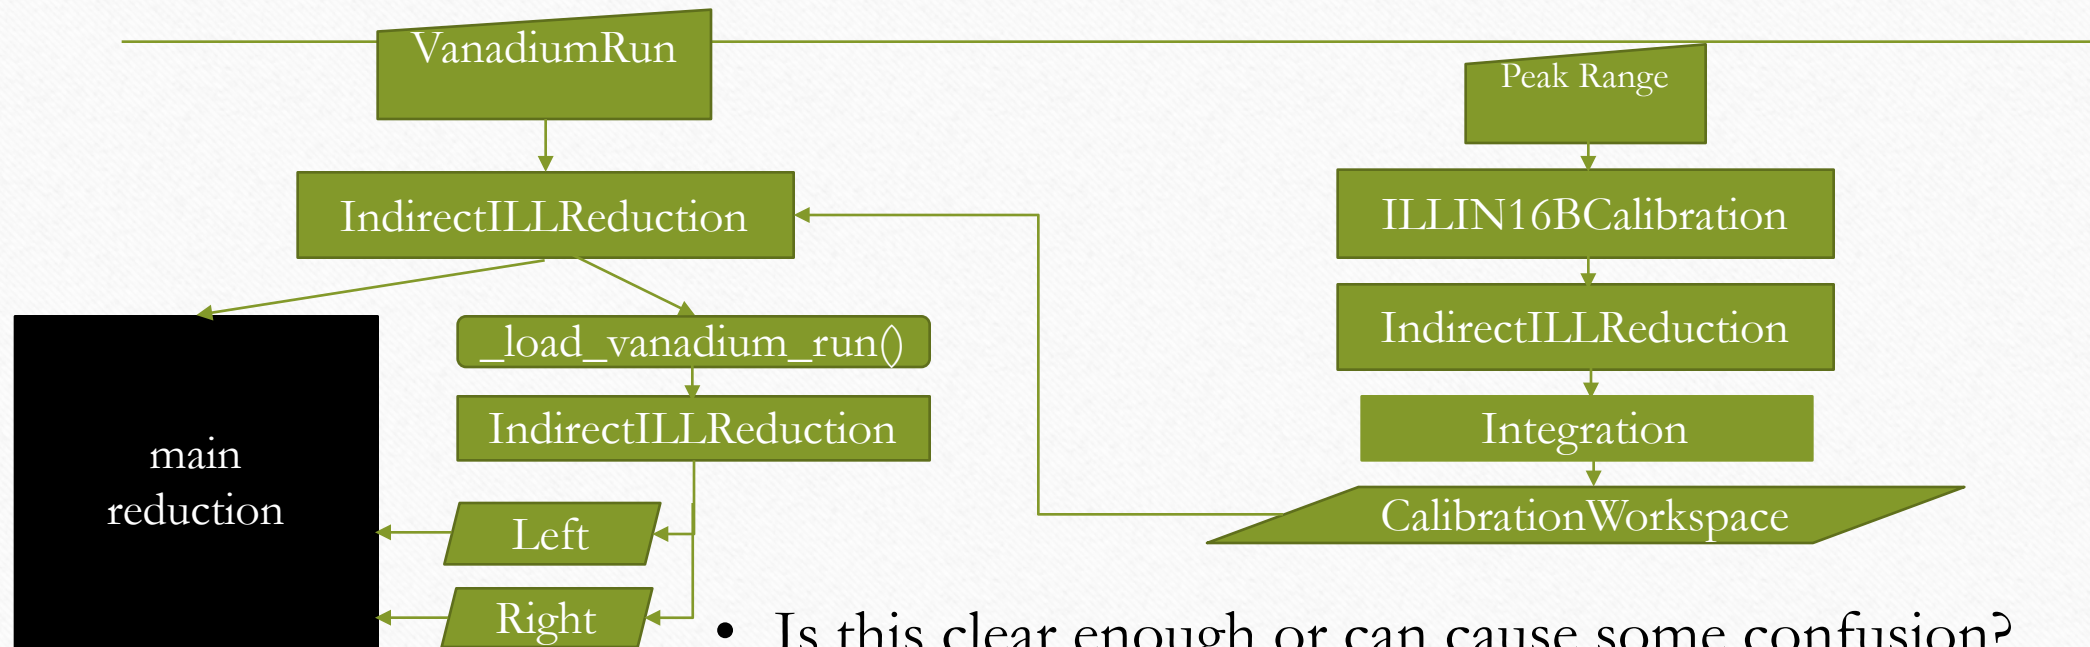 VanadiumRun
Peak Range
IndirectILLReduction
ILLIN16BCalibration
_load_vanadium_run()
IndirectILLReduction
IndirectILLReduction
Integration
main
reduction
Left
CalibrationWorkspace
Right
• Is this clear enough or can cause some confusion?